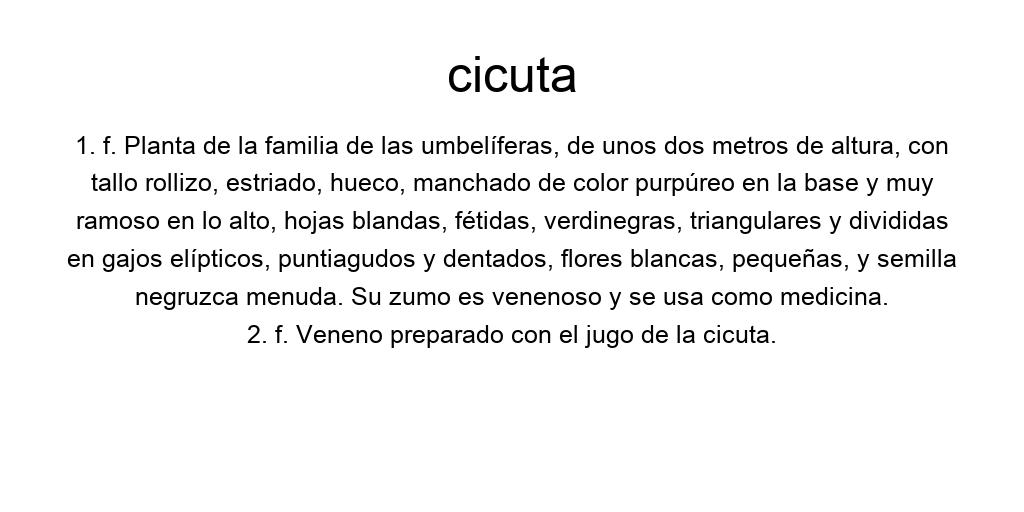 cicuta
1. f. Planta de la familia de las umbelíferas, de unos dos metros de altura, con
tallo rollizo, estriado, hueco, manchado de color purpúreo en la base y muy
ramoso en lo alto, hojas blandas, fétidas, verdinegras, triangulares y divididas
en gajos elípticos, puntiagudos y dentados, flores blancas, pequeñas, y semilla
negruzca menuda. Su zumo es venenoso y se usa como medicina.
2. f. Veneno preparado con el jugo de la cicuta.